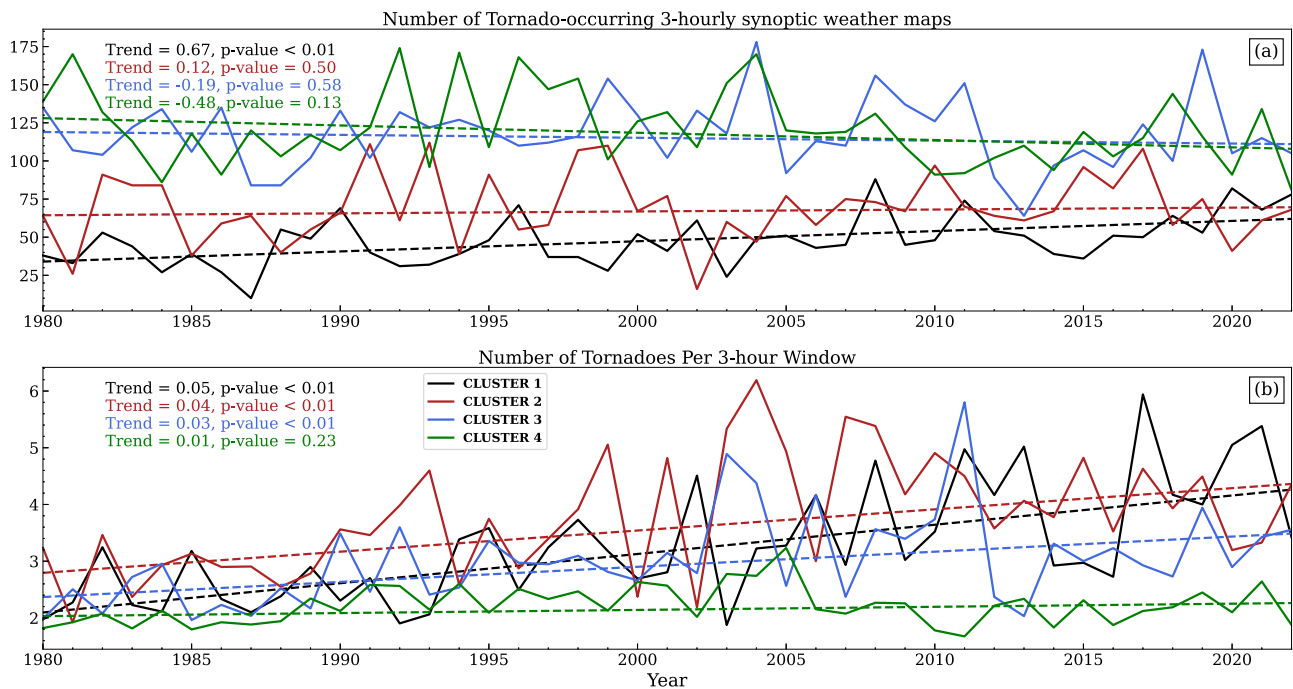 Number of Tornado-occurring 3-hourly synoptic weather maps
(a)
Trend = 0.67, p-value < 0.01
Trend = 0.12, p-value = 0.50
Trend = -0.19, p-value = 0.58
Trend = -0.48, p-value = 0.13
175
150
125
100
75
50
25
1980 1985 1990 1995 2000 2005 2010 2015 2020
Number of Tornadoes Per 3-hour Window
(b)
Trend = 0.05, p-value < 0.01
Trend = 0.04, p-value < 0.01
Trend = 0.03, p-value < 0.01
Trend = 0.01, p-value = 0.23
CLUSTER 1
CLUSTER 2
CLUSTER 3
CLUSTER 4
6
5
4
3
2
1980 1985 1990 1995 2000 2005 2010 2015 2020
Year